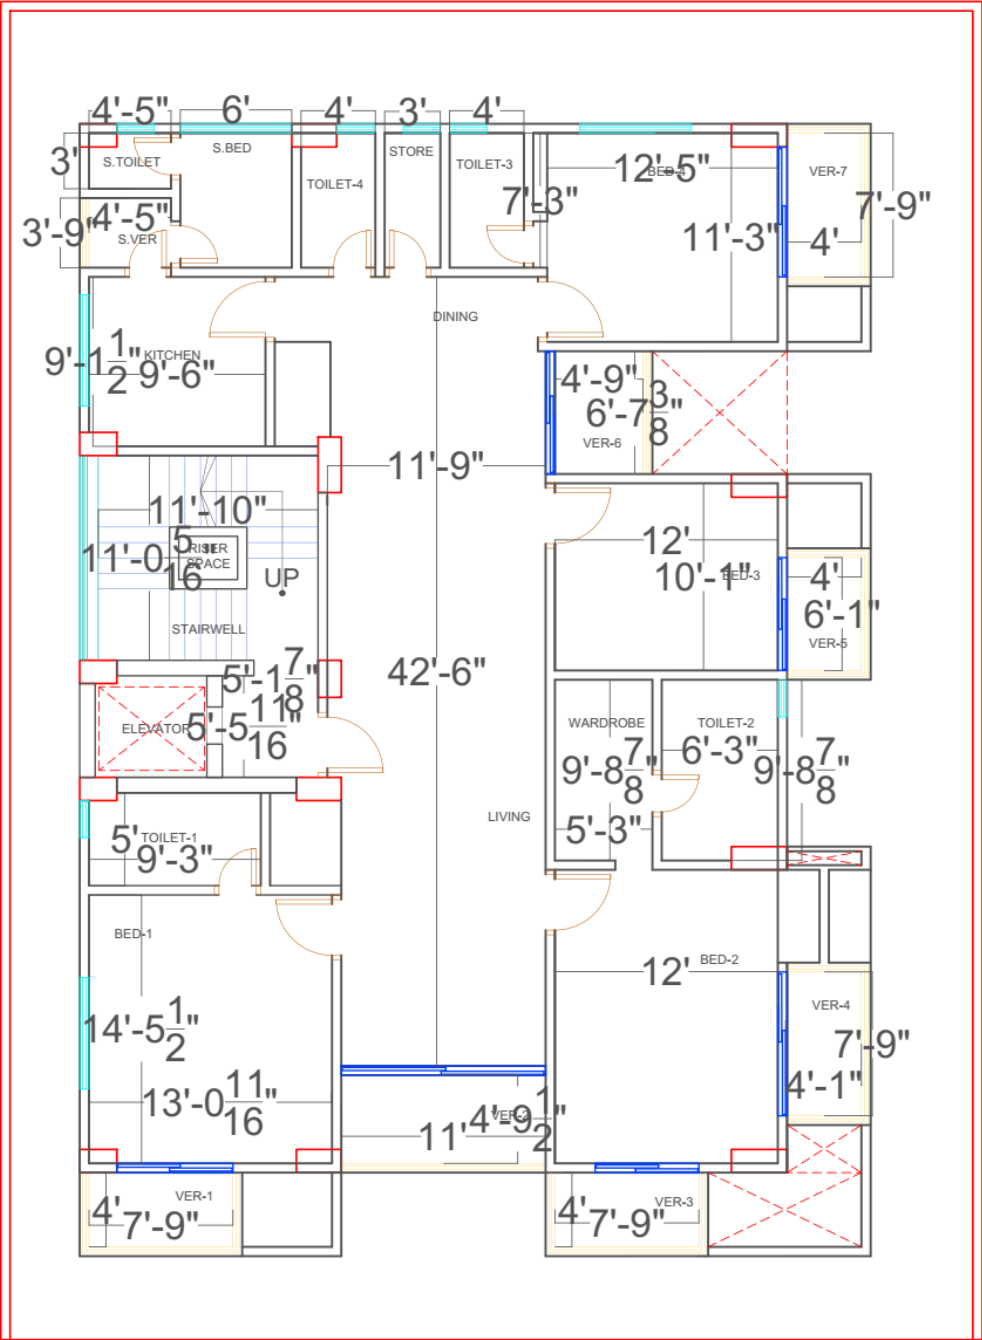 4'-5"
6'
4'
3'
4'
3'
S.TOILET
S.BED
TOILET-4
STORE
TOILET-3
12'-5"
BED-4
VER-7
7'-3"
7'-9"
3'-9"
4'-5"
S.VER
11'-3"
4'
DINING
9'-1 1/2"
KITCHEN
9'-6"
4'-9"
6'-7 3/8"
VER-6
11'-9"
11'-10"
11'-0 5/16"
RISER
SPACE
UP
STAIRWELL
12'
10'-1"
BED-3
4'
6'-1"
VER-5
5'-1 7/8"
42'-6"
ELEVATOR
5'-5 11/16"
WARDROBE
TOILET-2
6'-3"
9'-8 7/8"
9'-8 7/8"
5'-3"
LIVING
5'
TOILET-1
9'-3"
BED-1
BED-2
12'
VER-4
14'-5 1/2"
7'-9"
4'-1"
13'-0 11/16"
VER-2
4'-9 1/2"
11'
VER-1
4'
7'-9"
VER-3
4'
7'-9"